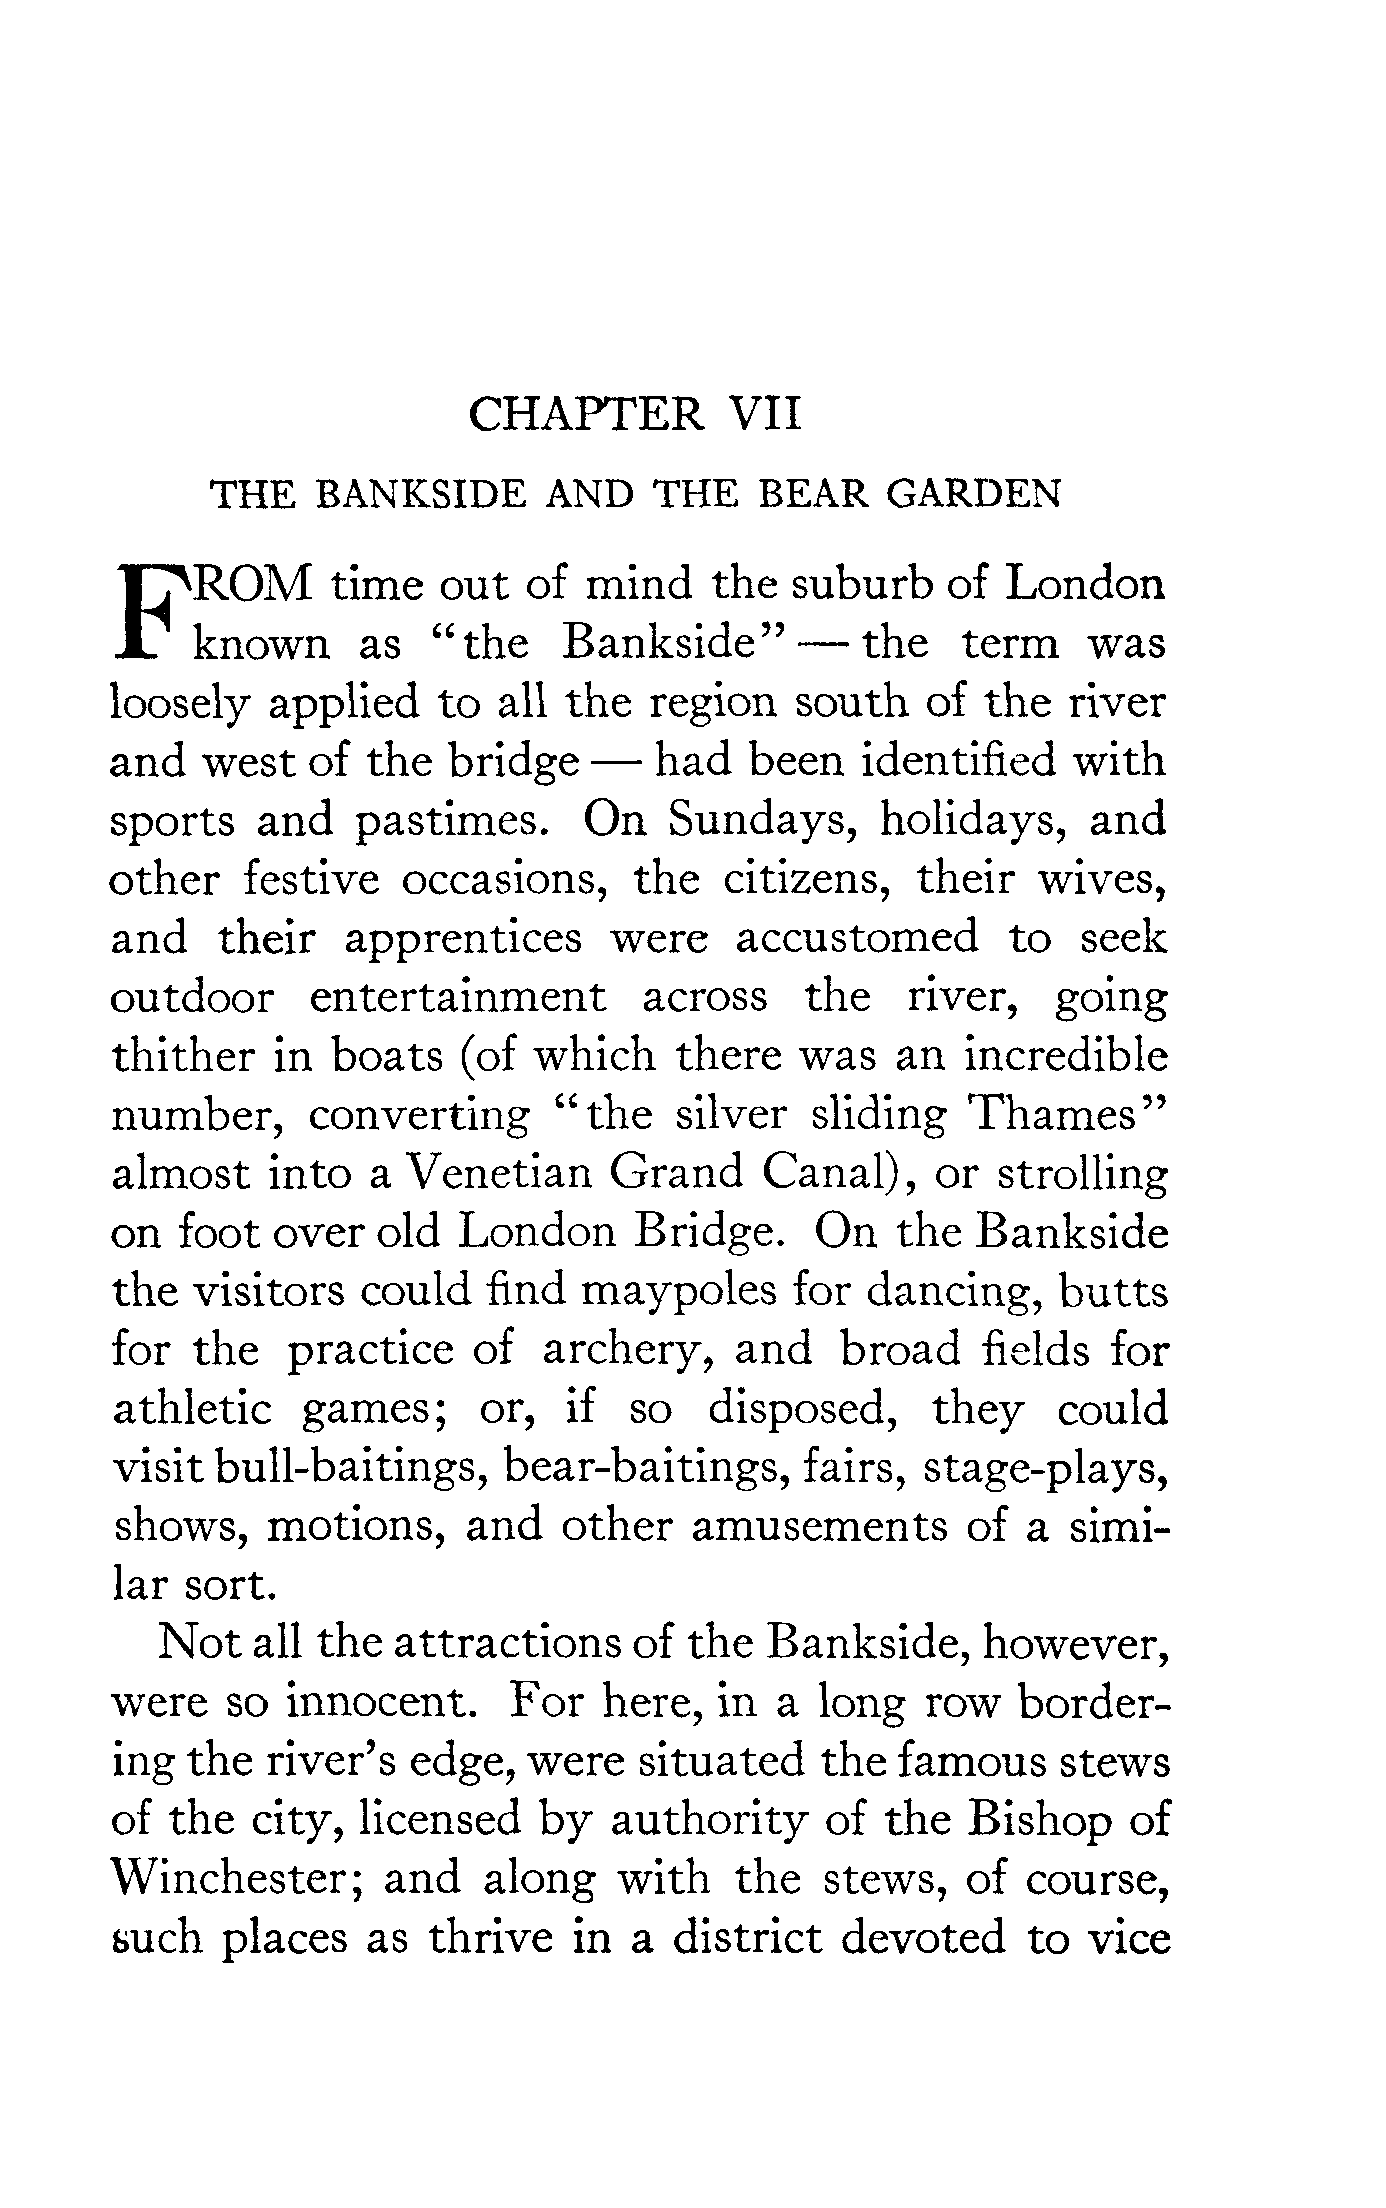 CHAPTER VII
THE BANKSIDE AND THE BEAR GARDEN
FROM time out of mind the suburb of London
known as "the Bankside" — the term was
loosely applied to all the region south of the river
and west of the bridge — had been identified with
sports and pastimes. On Sundays, holidays, and
other festive occasions, the citizens, their wives,
and their apprentices were accustomed to seek
outdoor entertainment across the river, going
thither in boats (of which there was an incredible
number, converting "the silver sliding Thames"
almost into a Venetian Grand Canal), or strolling
on foot over old London Bridge. On the Bankside
the visitors could find maypoles for dancing, butts
for the practice of archery, and broad fields for
athletic games; or, if so disposed, they could
visit bull-baitings, bear-baitings, fairs, stage-plays,
shows, motions, and other amusements of a simi-
lar sort.
Not all the attractions of the Bankside, however,
were so innocent. For here, in a long row border-
ing the river's edge, were situated the famous stews
of the city, licensed by authority of the Bishop of
Winchester; and along with the stews, of course,
such places as thrive in a district devoted to vice